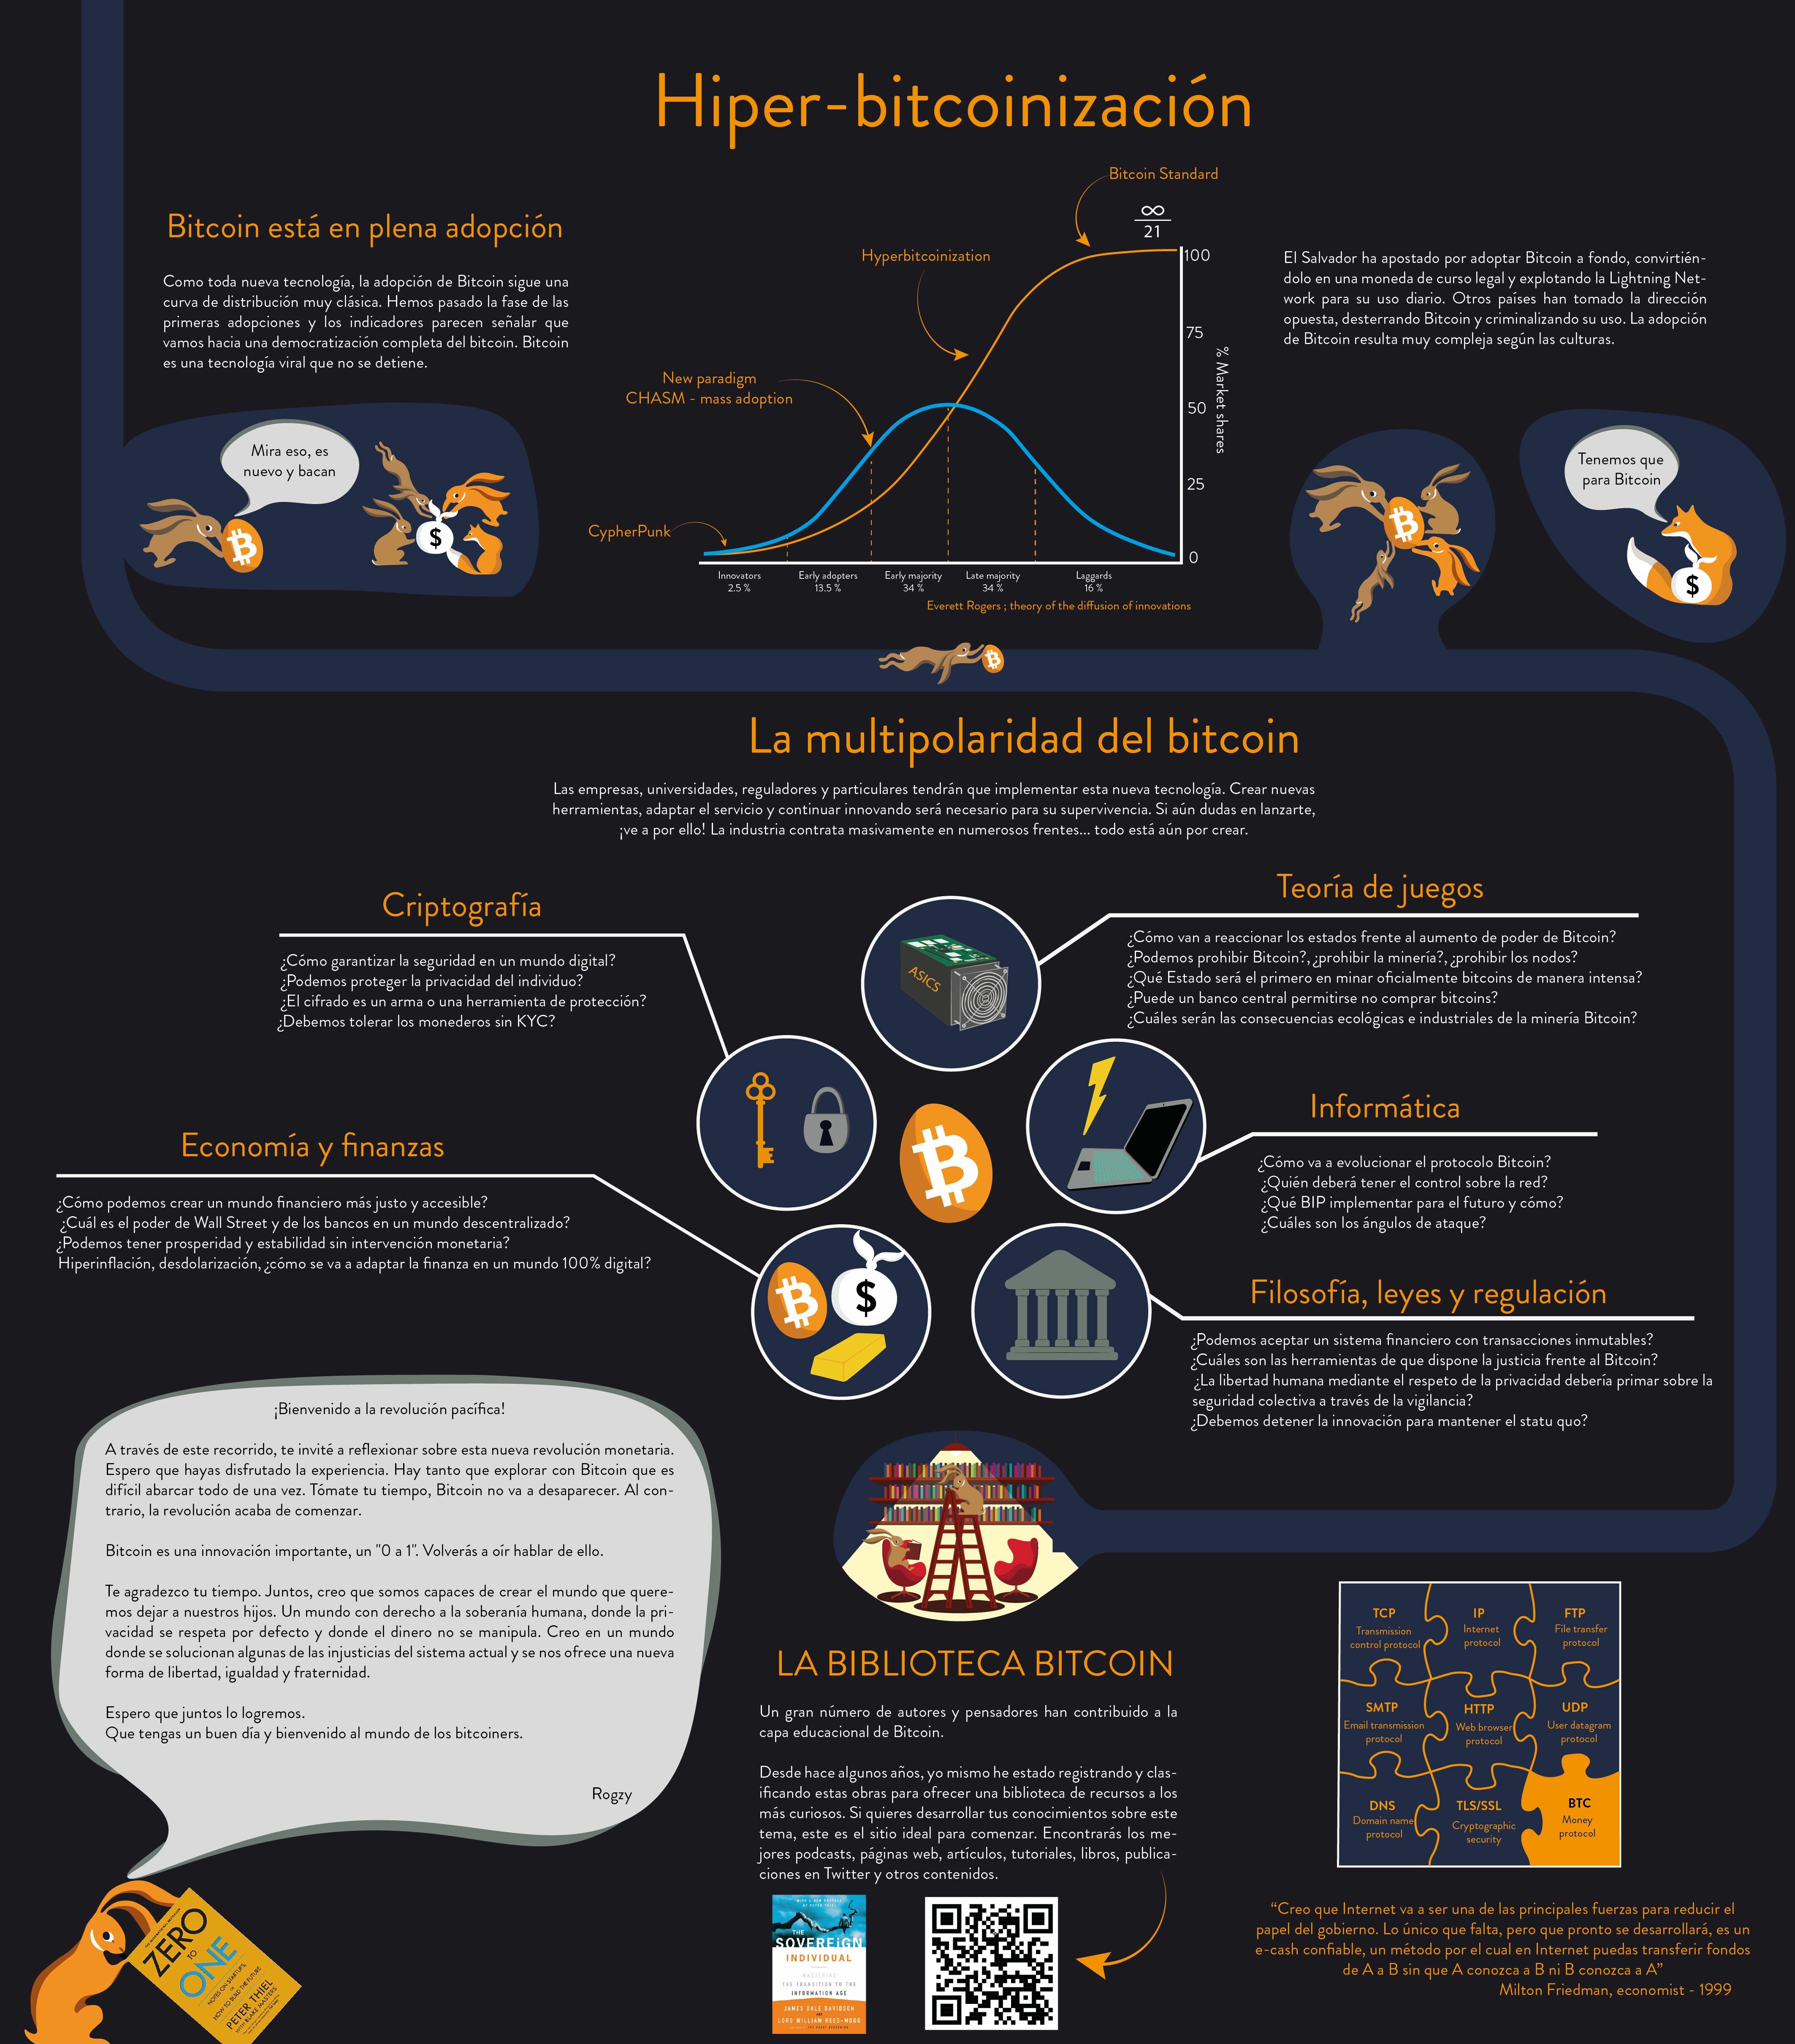 Hiper-bitcoinización
Bitcoin está en plena adopción
Como toda nueva tecnología, la adopción de Bitcoin sigue una
curva de distribución muy clásica. Hemos pasado la fase de las
primeras adopciones y los indicadores parecen señalar que
vamos hacia una democratización completa del bitcoin. Bitcoin
es una tecnología viral que no se detiene.
Mira eso, es
nuevo y bacan
$
Bitcoin Standard
∞
21
Hyperbitcoinization
New paradigm
CHASM - mass adoption
CypherPunk
100
75
50
25
0
% Market shares
Innovators
2.5 %
Early adopters
13.5 %
Early majority
34 %
Late majority
34 %
Laggards
16 %
Everett Rogers ; theory of the diffusion of innovations
El Salvador ha apostado por adoptar Bitcoin a fondo, convirtién-
dolo en una moneda de curso legal y explotando la Lightning Net-
work para su uso diario. Otros países han tomado la dirección
opuesta, desterrando Bitcoin y criminalizando su uso. La adopción
de Bitcoin resulta muy compleja según las culturas.
Tenemos que
para Bitcoin
$
La multipolaridad del bitcoin
Las empresas, universidades, reguladores y particulares tendrán que implementar esta nueva tecnología. Crear nuevas
herramientas, adaptar el servicio y continuar innovando será necesario para su supervivencia. Si aún dudas en lanzarte,
¡ve a por ello! La industria contrata masivamente en numerosos frentes... todo está aún por crear.
Criptografía
¿Cómo garantizar la seguridad en un mundo digital?
¿Podemos proteger la privacidad del individuo?
¿El cifrado es un arma o una herramienta de protección?
¿Debemos tolerar los monederos sin KYC?
Teoría de juegos
¿Cómo van a reaccionar los estados frente al aumento de poder de Bitcoin?
¿Podemos prohibir Bitcoin?, ¿prohibir la minería?, ¿prohibir los nodos?
¿Qué Estado será el primero en minar oficialmente bitcoins de manera intensa?
¿Puede un banco central permitirse no comprar bitcoins?
¿Cuáles serán las consecuencias ecológicas e industriales de la minería Bitcoin?
ASICS
Economía y finanzas
¿Cómo podemos crear un mundo financiero más justo y accesible?
¿Cuál es el poder de Wall Street y de los bancos en un mundo descentralizado?
¿Podemos tener prosperidad y estabilidad sin intervención monetaria?
Hiperinflación, desdolarización, ¿cómo se va a adaptar la finanza en un mundo 100% digital?
Informática
¿Cómo va a evolucionar el protocolo Bitcoin?
¿Quién deberá tener el control sobre la red?
¿Qué BIP implementar para el futuro y cómo?
¿Cuáles son los ángulos de ataque?
$
Filosofía, leyes y regulación
¿Podemos aceptar un sistema financiero con transacciones inmutables?
¿Cuáles son las herramientas de que dispone la justicia frente al Bitcoin?
¿La libertad humana mediante el respeto de la privacidad debería primar sobre la
seguridad colectiva a través de la vigilancia?
¿Debemos detener la innovación para mantener el statu quo?
¡Bienvenido a la revolución pacífica!
A través de este recorrido, te invité a reflexionar sobre esta nueva revolución monetaria.
Espero que hayas disfrutado la experiencia. Hay tanto que explorar con Bitcoin que es
difícil abarcar todo de una vez. Tómate tu tiempo, Bitcoin no va a desaparecer. Al con-
trario, la revolución acaba de comenzar.
Bitcoin es una innovación importante, un "0 a 1". Volverás a oír hablar de ello.
Te agradezco tu tiempo. Juntos, creo que somos capaces de crear el mundo que quere-
mos dejar a nuestros hijos. Un mundo con derecho a la soberanía humana, donde la pri-
vacidad se respeta por defecto y donde el dinero no se manipula. Creo en un mundo
donde se solucionan algunas de las injusticias del sistema actual y se nos ofrece una nueva
forma de libertad, igualdad y fraternidad.
Espero que juntos lo logremos.
Que tengas un buen día y bienvenido al mundo de los bitcoiners.
Rogzy
ZERO
TO
ONE
NOTES ON STARTUPS,
OR
HOW TO BUILD THE FUTURE
PETER THIEL
WITH BLAKE MASTERS
LA BIBLIOTECA BITCOIN
Un gran número de autores y pensadores han contribuido a la
capa educacional de Bitcoin.
Desde hace algunos años, yo mismo he estado registrando y clas-
ificando estas obras para ofrecer una biblioteca de recursos a los
más curiosos. Si quieres desarrollar tus conocimientos sobre este
tema, este es el sitio ideal para comenzar. Encontrarás los me-
jores podcasts, páginas web, artículos, tutoriales, libros, publica-
ciones en Twitter y otros contenidos.
THE
SOVEREIGN
INDIVIDUAL
MASTERING
THE TRANSITION TO THE
INFORMATION AGE
JAMES DALE DAVIDSON
AND
LORD WILLIAM REES-MOGG
TCP
Transmission
control protocol
IP
Internet
protocol
FTP
File transfer
protocol
SMTP
Email transmission
protocol
HTTP
Web browser
protocol
UDP
User datagram
protocol
DNS
Domain name
protocol
TLS/SSL
Cryptographic
security
BTC
Money
protocol
“Creo que Internet va a ser una de las principales fuerzas para reducir el
papel del gobierno. Lo único que falta, pero que pronto se desarrollará, es un
e-cash confiable, un método por el cual en Internet puedas transferir fondos
de A a B sin que A conozca a B ni B conozca a A”
Milton Friedman, economist - 1999